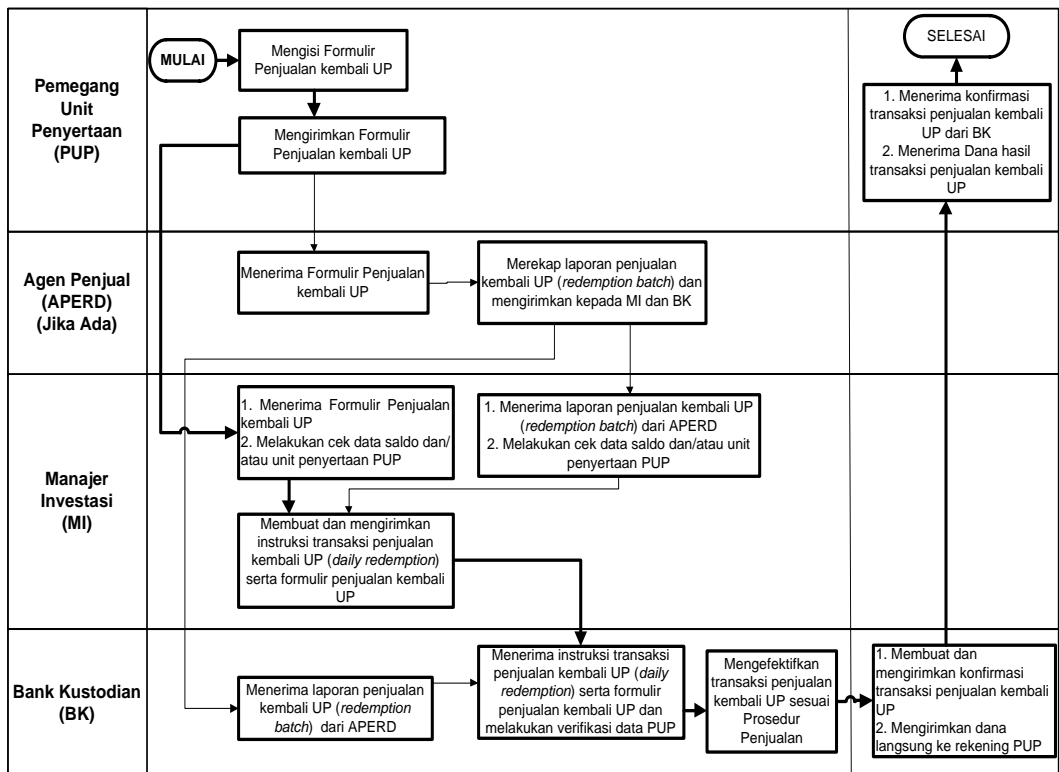 Pemegang
Unit
Penyertaan
(PUP)
MULAI
Mengisi Formulir
Penjualan kembali UP
Mengirimkan Formulir
Penjualan kembali UP
SELESAI
1. Menerima konfirmasi
transaksi penjualan kembali
UP dari BK
2. Menerima Dana hasil
transaksi penjualan kembali
UP
Agen Penjual
(APERD)
(Jika Ada)
Menerima Formulir Penjualan
kembali UP
Merekap laporan penjualan
kembali UP (redemption batch) dan
mengirimkan kepada MI dan BK
Manajer
Investasi
(MI)
1. Menerima Formulir Penjualan
kembali UP
2. Melakukan cek data saldo dan/
atau unit penyertaan PUP
1. Menerima laporan penjualan kembali UP
(redemption batch) dari APERD
2. Melakukan cek data saldo dan/atau unit
penyertaan PUP
Membuat dan mengirimkan
instruksi transaksi penjualan
kembali UP (daily redemption)
serta formulir penjualan kembali
UP
Bank Kustodian
(BK)
Menerima laporan penjualan
kembali UP (redemption
batch) dari APERD
Menerima instruksi transaksi
penjualan kembali UP (daily
redemption) serta formulir
penjualan kembali UP dan
melakukan verifikasi data PUP
Mengefektifkan
transaksi penjualan
kembali UP sesuai
Prosedur
Penjualan
1. Membuat dan
mengirimkan konfirmasi
transaksi penjualan kembali
UP
2. Mengirimkan dana
langsung ke rekening PUP